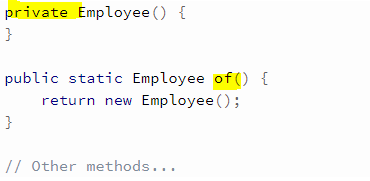 private Employee() {
}
public static Employee of() {
    return new Employee();
}
// Other methods...